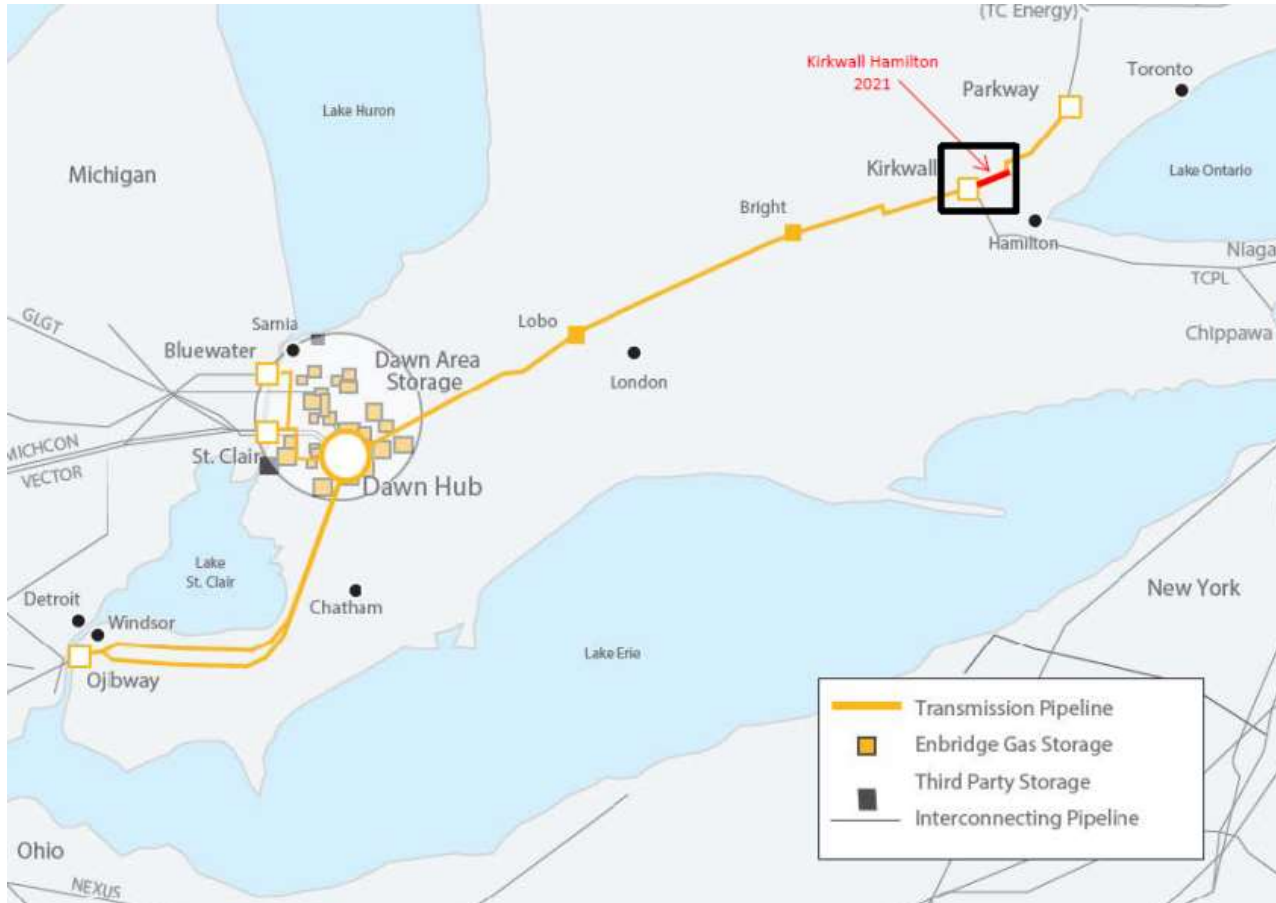 (TC Energy)
Kirkwall Hamilton
2021
Toronto
Parkway
Lake Huron
Michigan
Kirkwall
Lake Ontario
Bright
Hamilton
Niaga
TCPL
GLGT
Sarnia
Lobo
Chippawa
Bluewater
Dawn Area
Storage
London
MICHCON
VECTOR
St. Clair
Dawn Hub
Lake
St. Clair
Detroit
Windsor
Chatham
New York
Lake Erie
Ojibway
Transmission Pipeline
Enbridge Gas Storage
Third Party Storage
Interconnecting Pipeline
Ohio
NEXUS